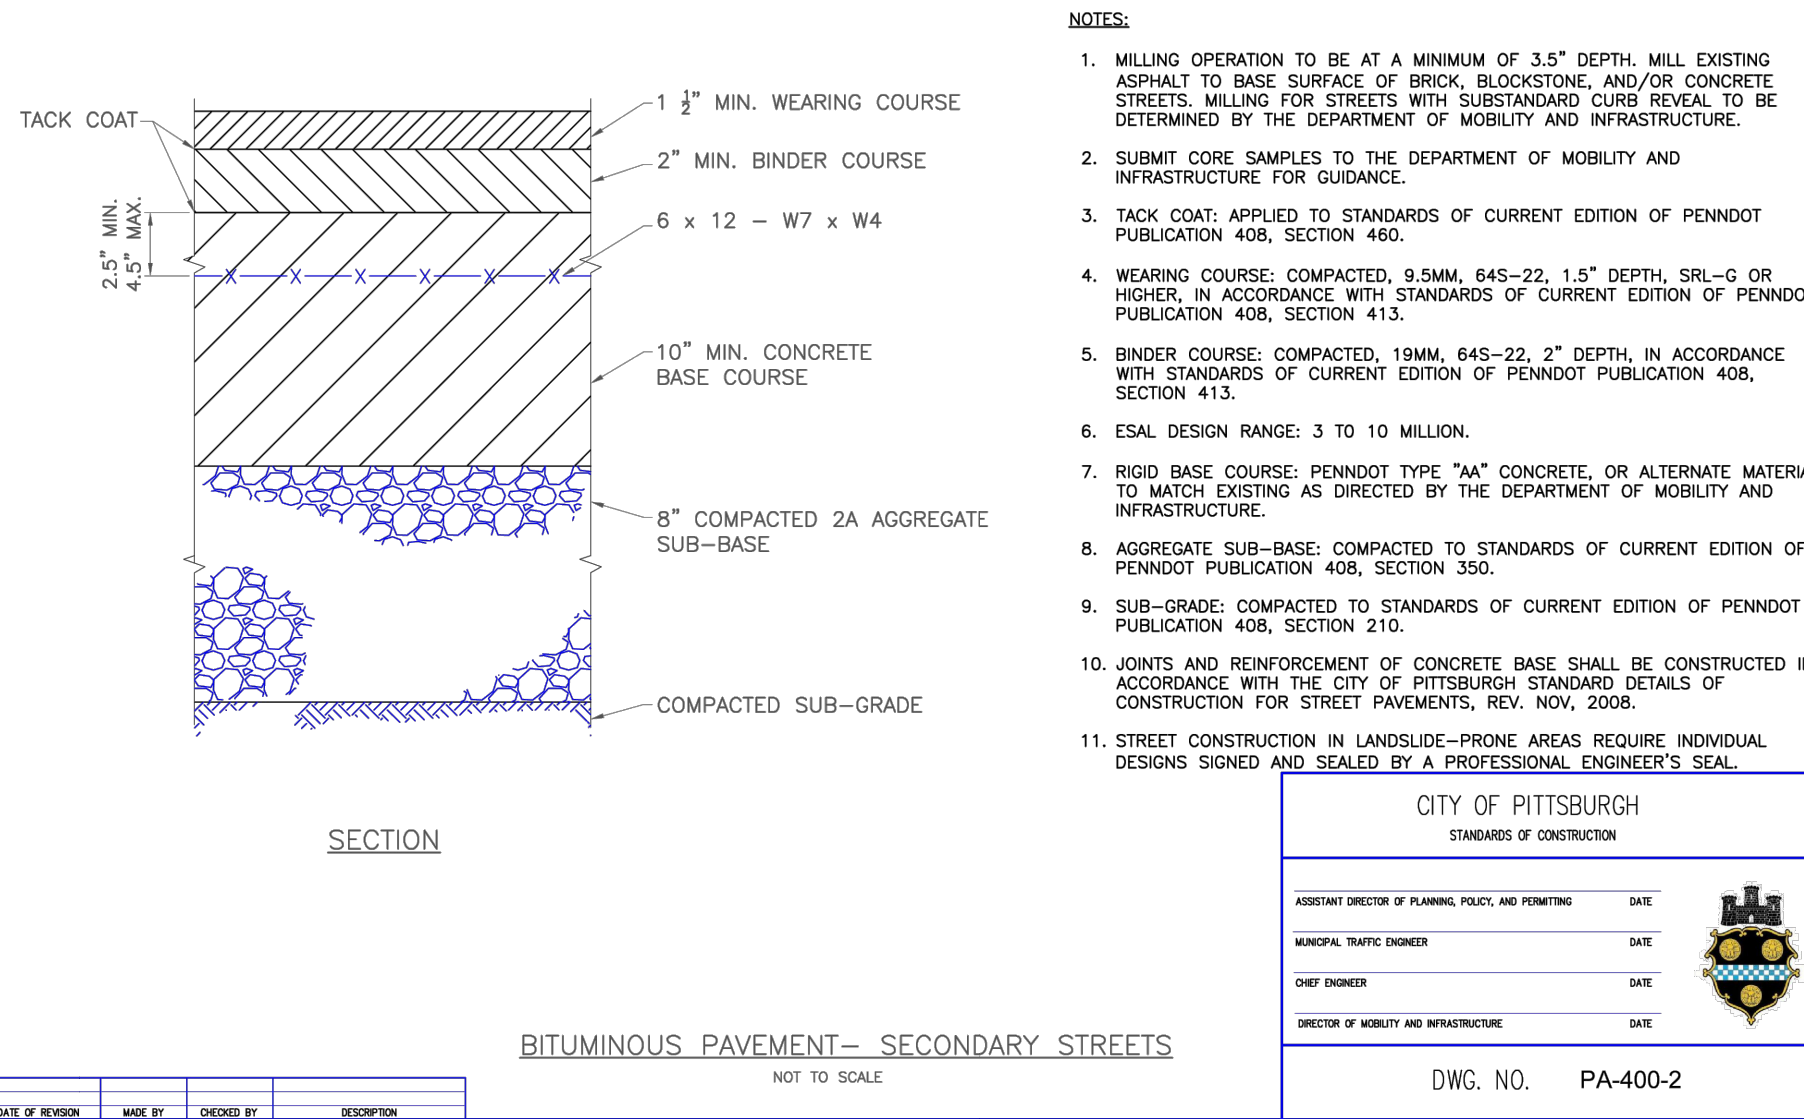 TACK COAT
2.5" MIN.
4.5" MAX.
1 1/2" MIN. WEARING COURSE
2" MIN. BINDER COURSE
6 x 12 – W7 x W4
10" MIN. CONCRETE
BASE COURSE
8" COMPACTED 2A AGGREGATE
SUB–BASE
COMPACTED SUB–GRADE
SECTION
NOTES:
1. MILLING OPERATION TO BE AT A MINIMUM OF 3.5" DEPTH. MILL EXISTING
ASPHALT TO BASE SURFACE OF BRICK, BLOCKSTONE, AND/OR CONCRETE
STREETS. MILLING FOR STREETS WITH SUBSTANDARD CURB REVEAL TO BE
DETERMINED BY THE DEPARTMENT OF MOBILITY AND INFRASTRUCTURE.
2. SUBMIT CORE SAMPLES TO THE DEPARTMENT OF MOBILITY AND
INFRASTRUCTURE FOR GUIDANCE.
3. TACK COAT: APPLIED TO STANDARDS OF CURRENT EDITION OF PENNDOT
PUBLICATION 408, SECTION 460.
4. WEARING COURSE: COMPACTED, 9.5MM, 64S–22, 1.5" DEPTH, SRL–G OR
HIGHER, IN ACCORDANCE WITH STANDARDS OF CURRENT EDITION OF PENNDO
PUBLICATION 408, SECTION 413.
5. BINDER COURSE: COMPACTED, 19MM, 64S–22, 2" DEPTH, IN ACCORDANCE
WITH STANDARDS OF CURRENT EDITION OF PENNDOT PUBLICATION 408,
SECTION 413.
6. ESAL DESIGN RANGE: 3 TO 10 MILLION.
7. RIGID BASE COURSE: PENNDOT TYPE "AA" CONCRETE, OR ALTERNATE MATERIA
TO MATCH EXISTING AS DIRECTED BY THE DEPARTMENT OF MOBILITY AND
INFRASTRUCTURE.
8. AGGREGATE SUB–BASE: COMPACTED TO STANDARDS OF CURRENT EDITION OF
PENNDOT PUBLICATION 408, SECTION 350.
9. SUB–GRADE: COMPACTED TO STANDARDS OF CURRENT EDITION OF PENNDOT
PUBLICATION 408, SECTION 210.
10. JOINTS AND REINFORCEMENT OF CONCRETE BASE SHALL BE CONSTRUCTED I
ACCORDANCE WITH THE CITY OF PITTSBURGH STANDARD DETAILS OF
CONSTRUCTION FOR STREET PAVEMENTS, REV. NOV, 2008.
11. STREET CONSTRUCTION IN LANDSLIDE–PRONE AREAS REQUIRE INDIVIDUAL
DESIGNS SIGNED AND SEALED BY A PROFESSIONAL ENGINEER'S SEAL.
CITY OF PITTSBURGH
STANDARDS OF CONSTRUCTION
ASSISTANT DIRECTOR OF PLANNING, POLICY, AND PERMITTING DATE
MUNICIPAL TRAFFIC ENGINEER DATE
CHIEF ENGINEER DATE
DIRECTOR OF MOBILITY AND INFRASTRUCTURE DATE
DWG. NO. PA-400-2
BITUMINOUS PAVEMENT– SECONDARY STREETS
NOT TO SCALE
DATE OF REVISION MADE BY CHECKED BY DESCRIPTION